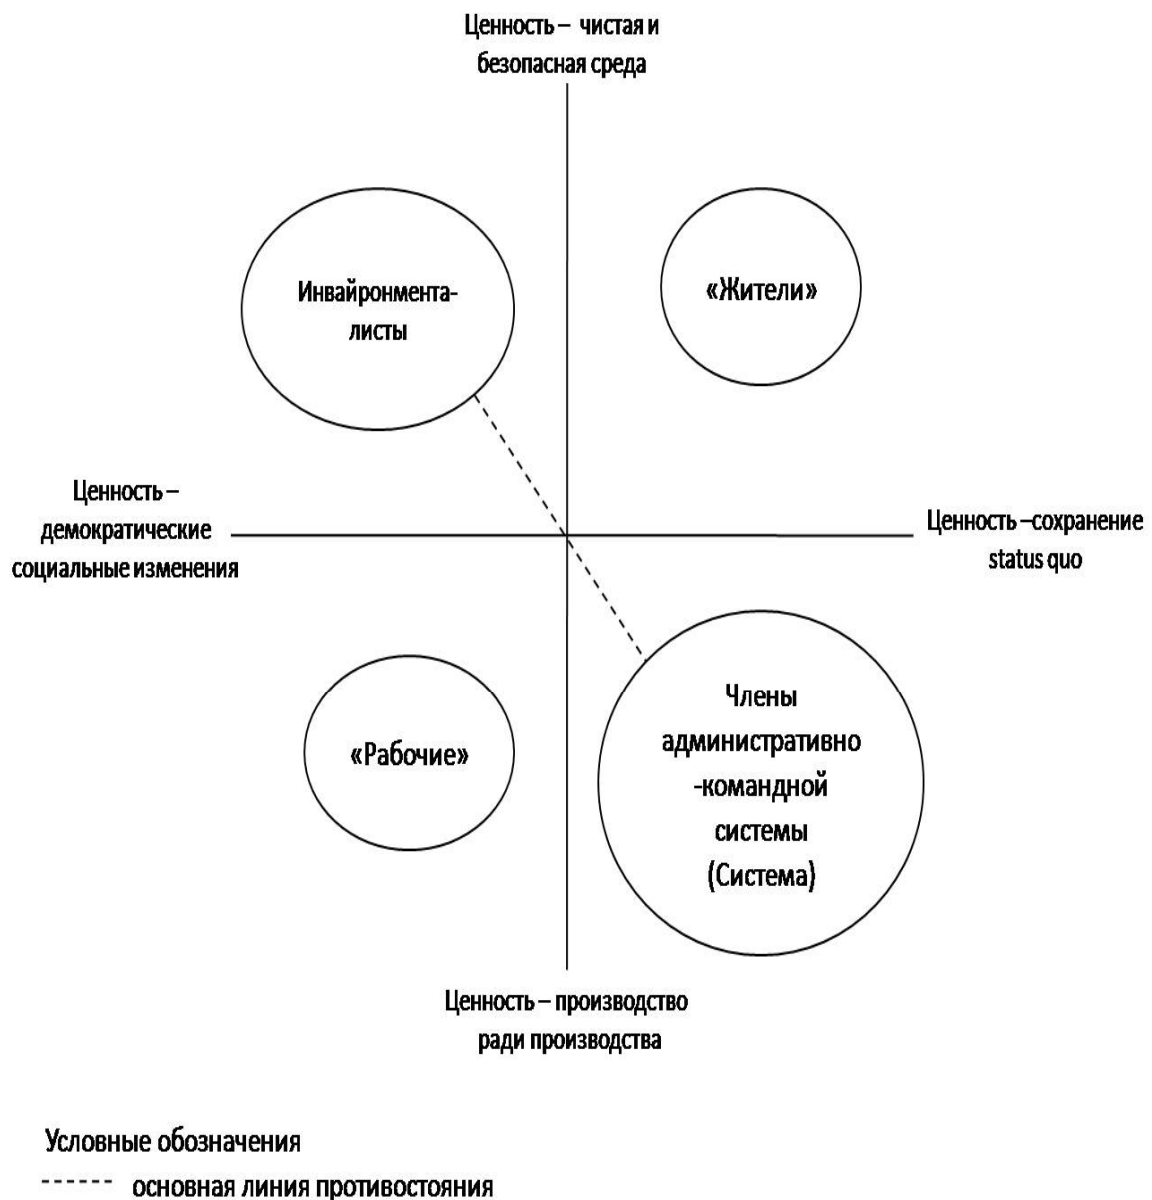 Ценность – чистая и
безопасная среда
Инвайронмента-
листы
«Жители»
Ценность –
демократические
социальные изменения
Ценность –сохранение
status quo
«Рабочие»
Члены
административно
-командной
системы
(Система)
Ценность – производство
ради производства
Условные обозначения
основная линия противостояния